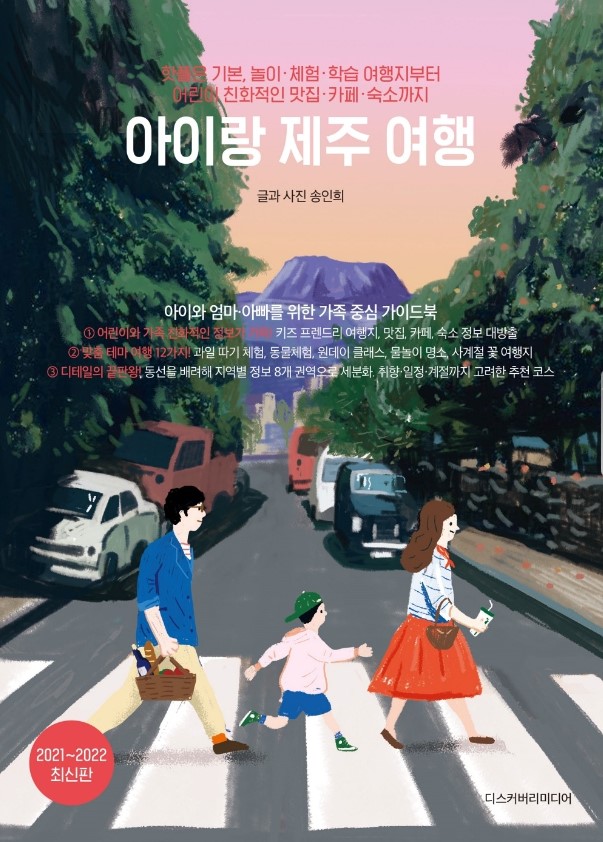 핫플은 기본, 놀이·체험·학습 여행지부터
어린이 친화적인 맛집·카페·숙소까지
아이랑 제주 여행
글과 사진 송인희
아이와 엄마·아빠를 위한 가족 중심 가이드북
① 어린이와 가족 친화적인 정보가 가득! 키즈 프렌드리 여행지, 맛집, 카페, 숙소 정보 대방출
② 맞춤 테마 여행 12가지! 과일 따기 체험, 동물체험, 원데이 클래스, 물놀이 명소, 사계절 꽃 여행지
③ 디테일의 끝판왕! 동선을 배려해 지역별 정보 8개 권역으로 세분화. 취향·일정·계절까지 고려한 추천 코스
2021~2022
최신판
디스커버리미디어